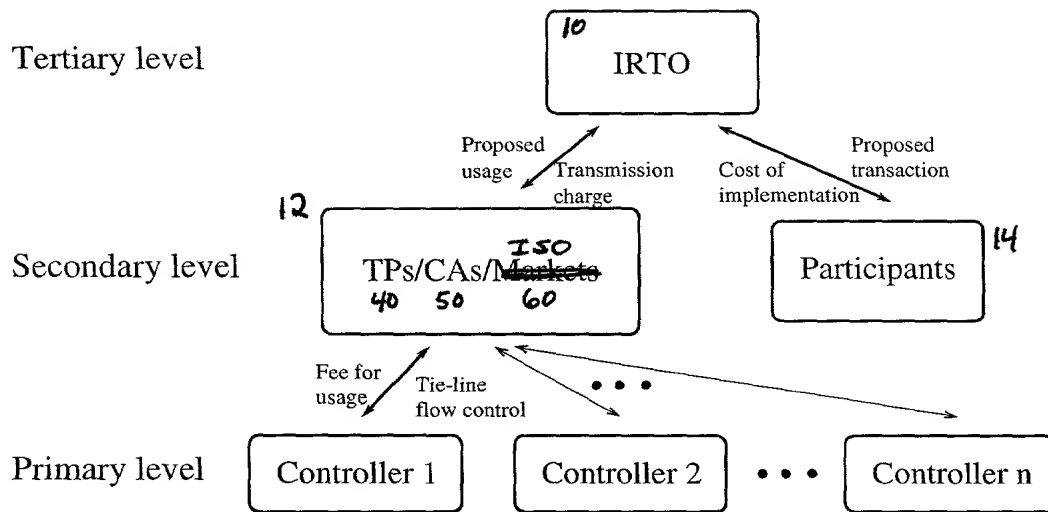 10
Tertiary level
IRTO
Proposed
usage
Transmission
charge
Cost of
implementation
Proposed
transaction
12
14
ISO
Secondary level
TPs/CAs/Markets
Participants
40 50 60
Fee for
usage
Tie-line
flow control
• • •
Primary level
Controller 1
Controller 2
• • •
Controller n